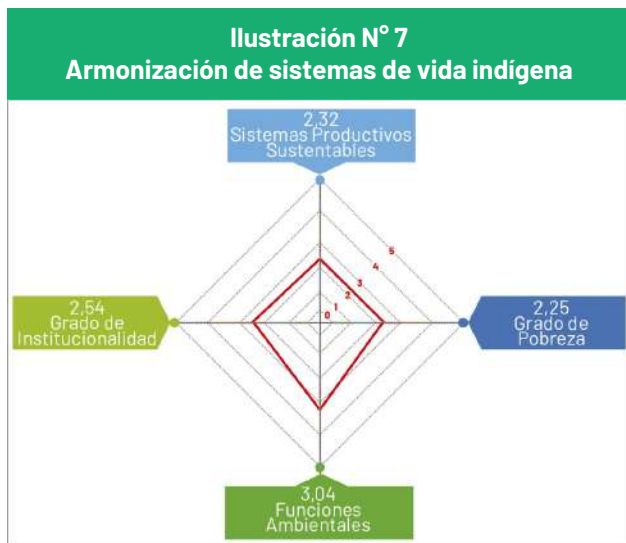 Ilustración N° 7
Armonización de sistemas de vida indígena
2,32
Sistemas Productivos
Sustentables
5
4
3
2
1
0
2,54
Grado de
Institucionalidad
2,25
Grado de
Pobreza
3,04
Funciones
Ambientales